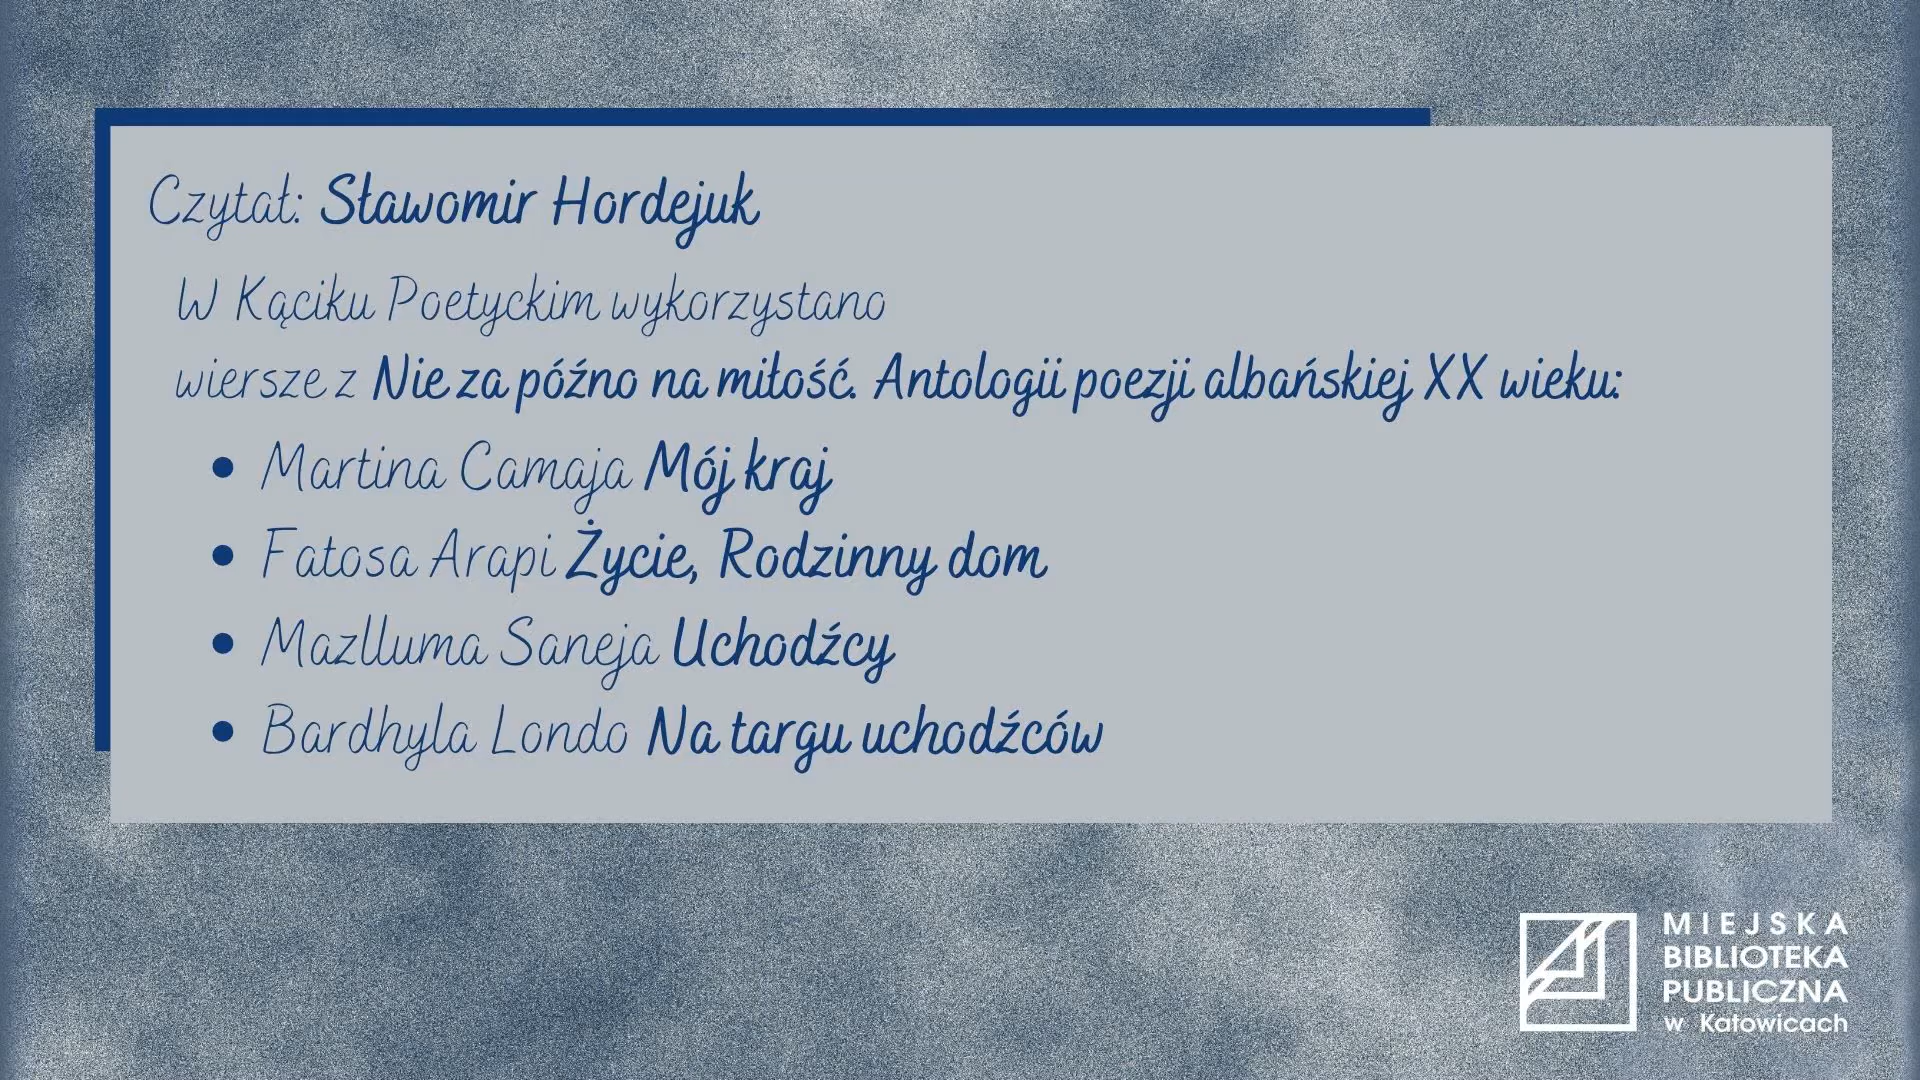 Czytał: Sławomir Hordejuk
W Kąciku Poetyckim wykorzystano
wiersze z Nie za późno na miłość. Antologii poezji albańskiej XX wieku:
• Martina Camaja Mój kraj
• Fatosa Arapi Życie, Rodzinny dom
• Mazlluma Saneja Uchodźcy
• Bardhyla Londo Na targu uchodźców
MIEJSKA
BIBLIOTEKA
PUBLICZNA
w Katowicach